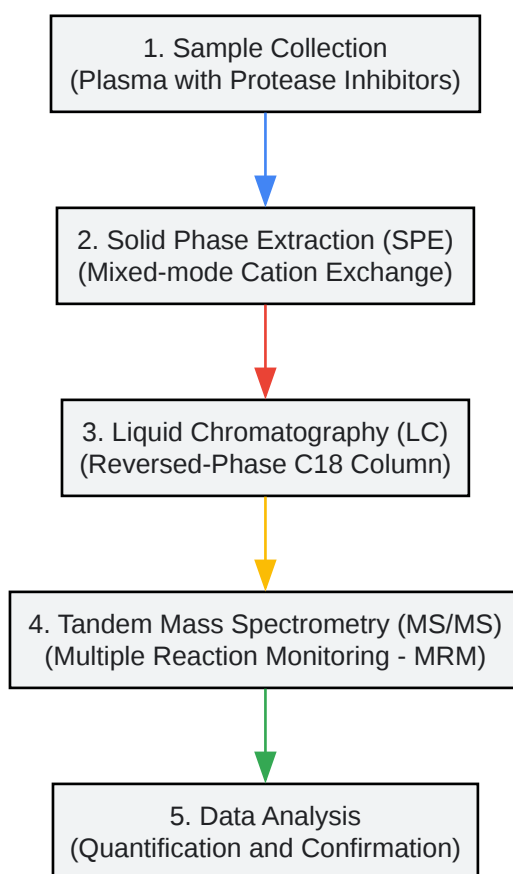 1. Sample Collection
(Plasma with Protease Inhibitors)
2. Solid Phase Extraction (SPE)
(Mixed-mode Cation Exchange)
3. Liquid Chromatography (LC)
(Reversed-Phase C18 Column)
4. Tandem Mass Spectrometry (MS/MS)
(Multiple Reaction Monitoring - MRM)
5. Data Analysis
(Quantification and Confirmation)